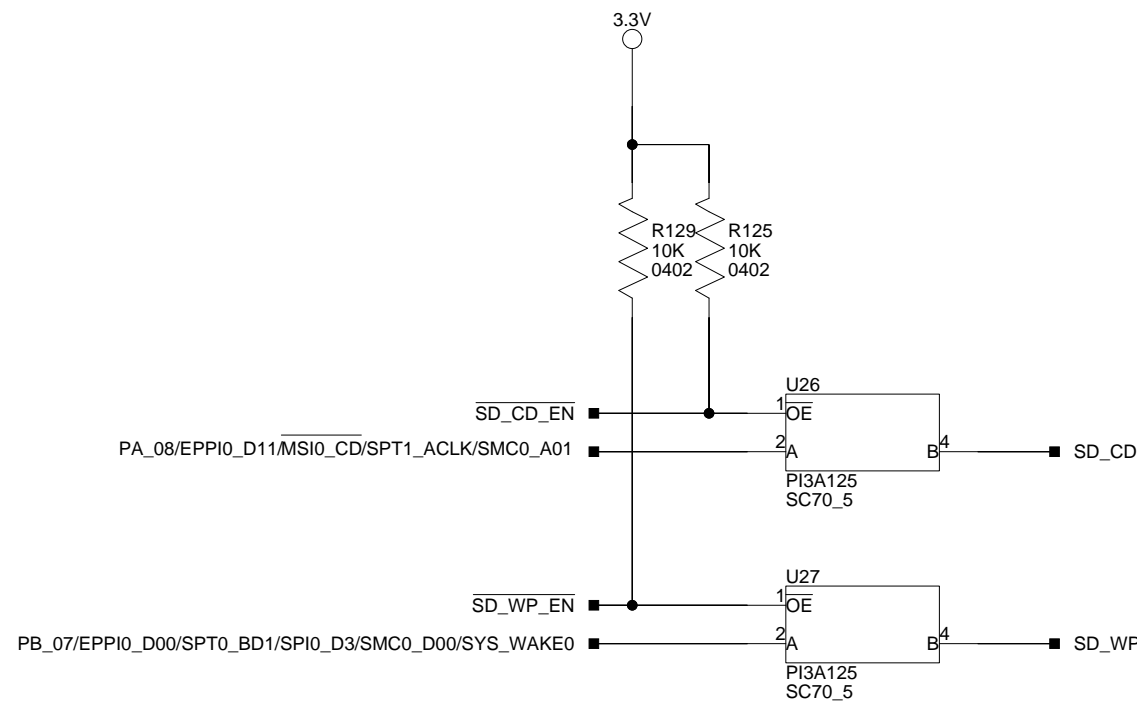 3.3V
R129 R125
10K 10K
0402 0402
U26
SD_CD_EN 1 OE
PA_08/EPPI0_D11/MSI0_CD/SPT1_ACLK/SMC0_A01 2 A B 4 SD_CD
PI3A125
SC70_5
U27
SD_WP_EN 1 OE
PB_07/EPPI0_D00/SPT0_BD1/SPI0_D3/SMC0_D00/SYS_WAKE0 2 A B 4 SD_WP
PI3A125
SC70_5